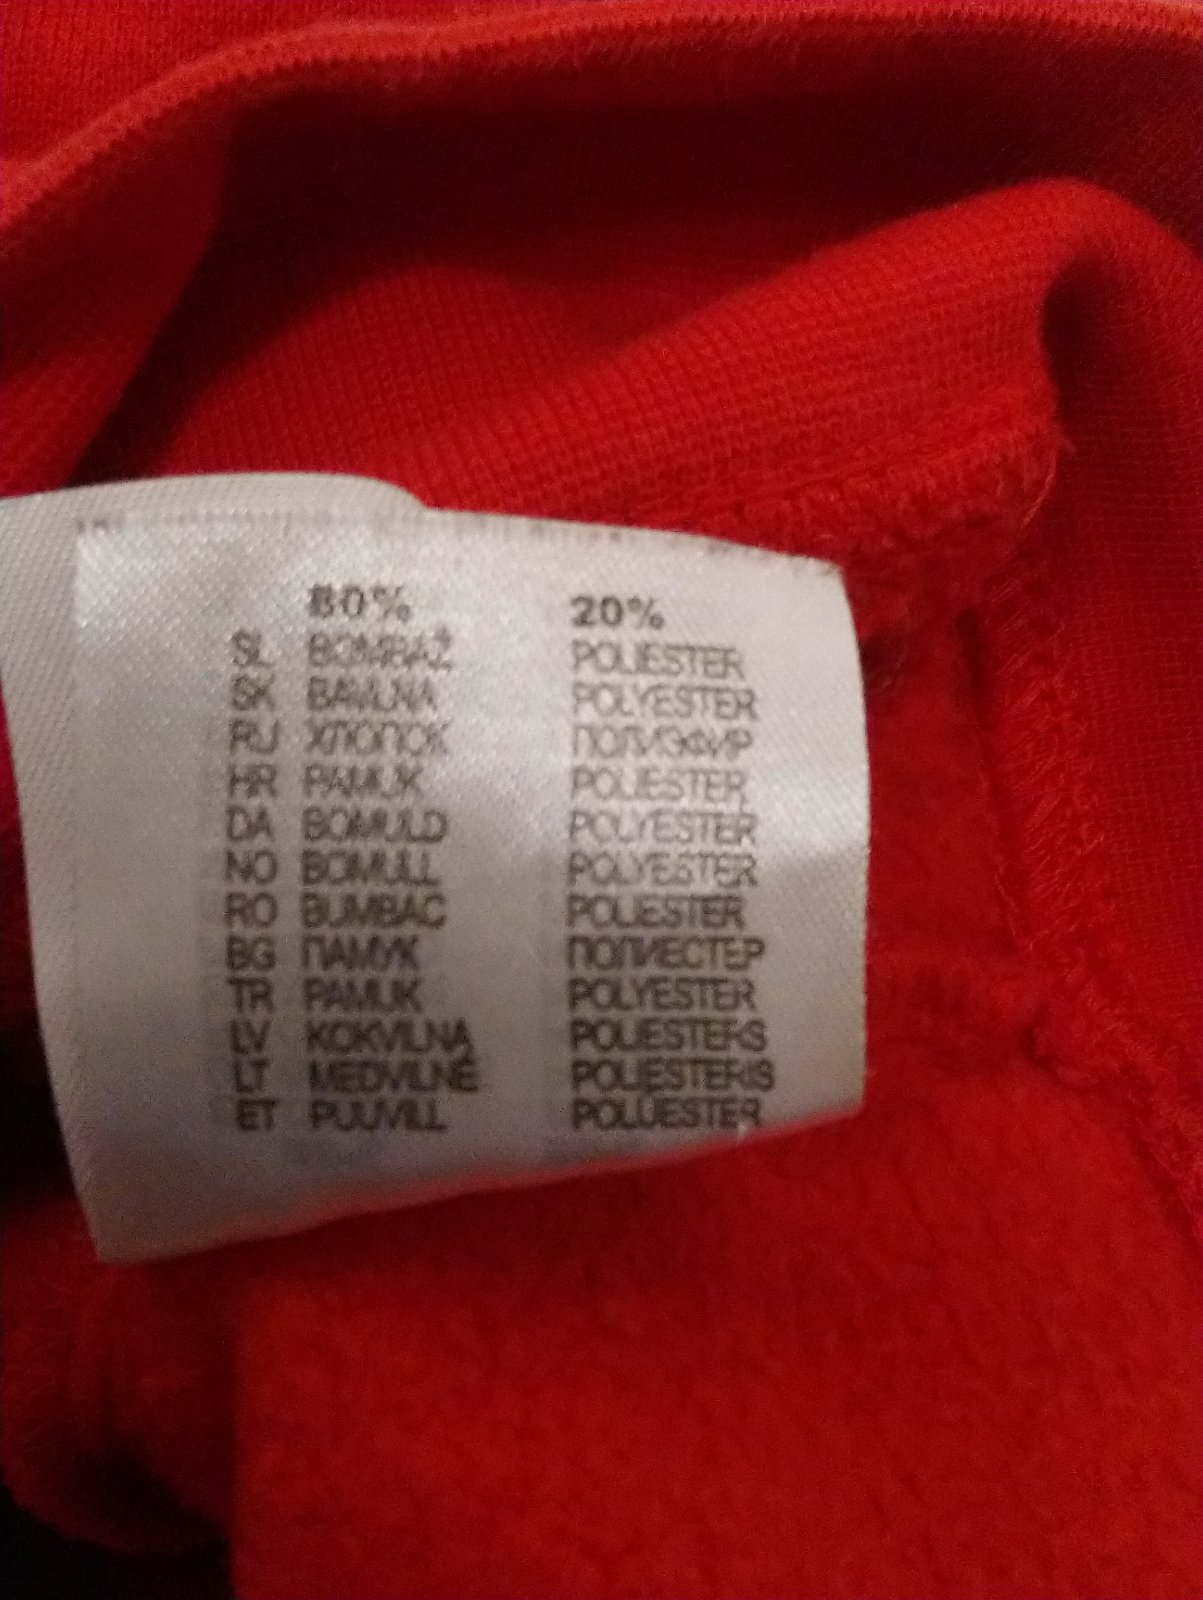 80% 20%
SL BOMBAŽ POLIESTER
SK BAVLNA POLYESTER
RU ХЛОПОК ПОЛИЭФИР
HR PAMUK POLIESTER
DA BOMULD POLYESTER
NO BOMULL POLYESTER
RO BUMBAC POLIESTER
BG ПАМУК ПОЛИЕСТЕР
TR PAMUK POLYESTER
LV KOKVILNA POLIESTERS
LT MEDVILNĖ POLIESTERIS
ET PUUVILL POLÜESTER